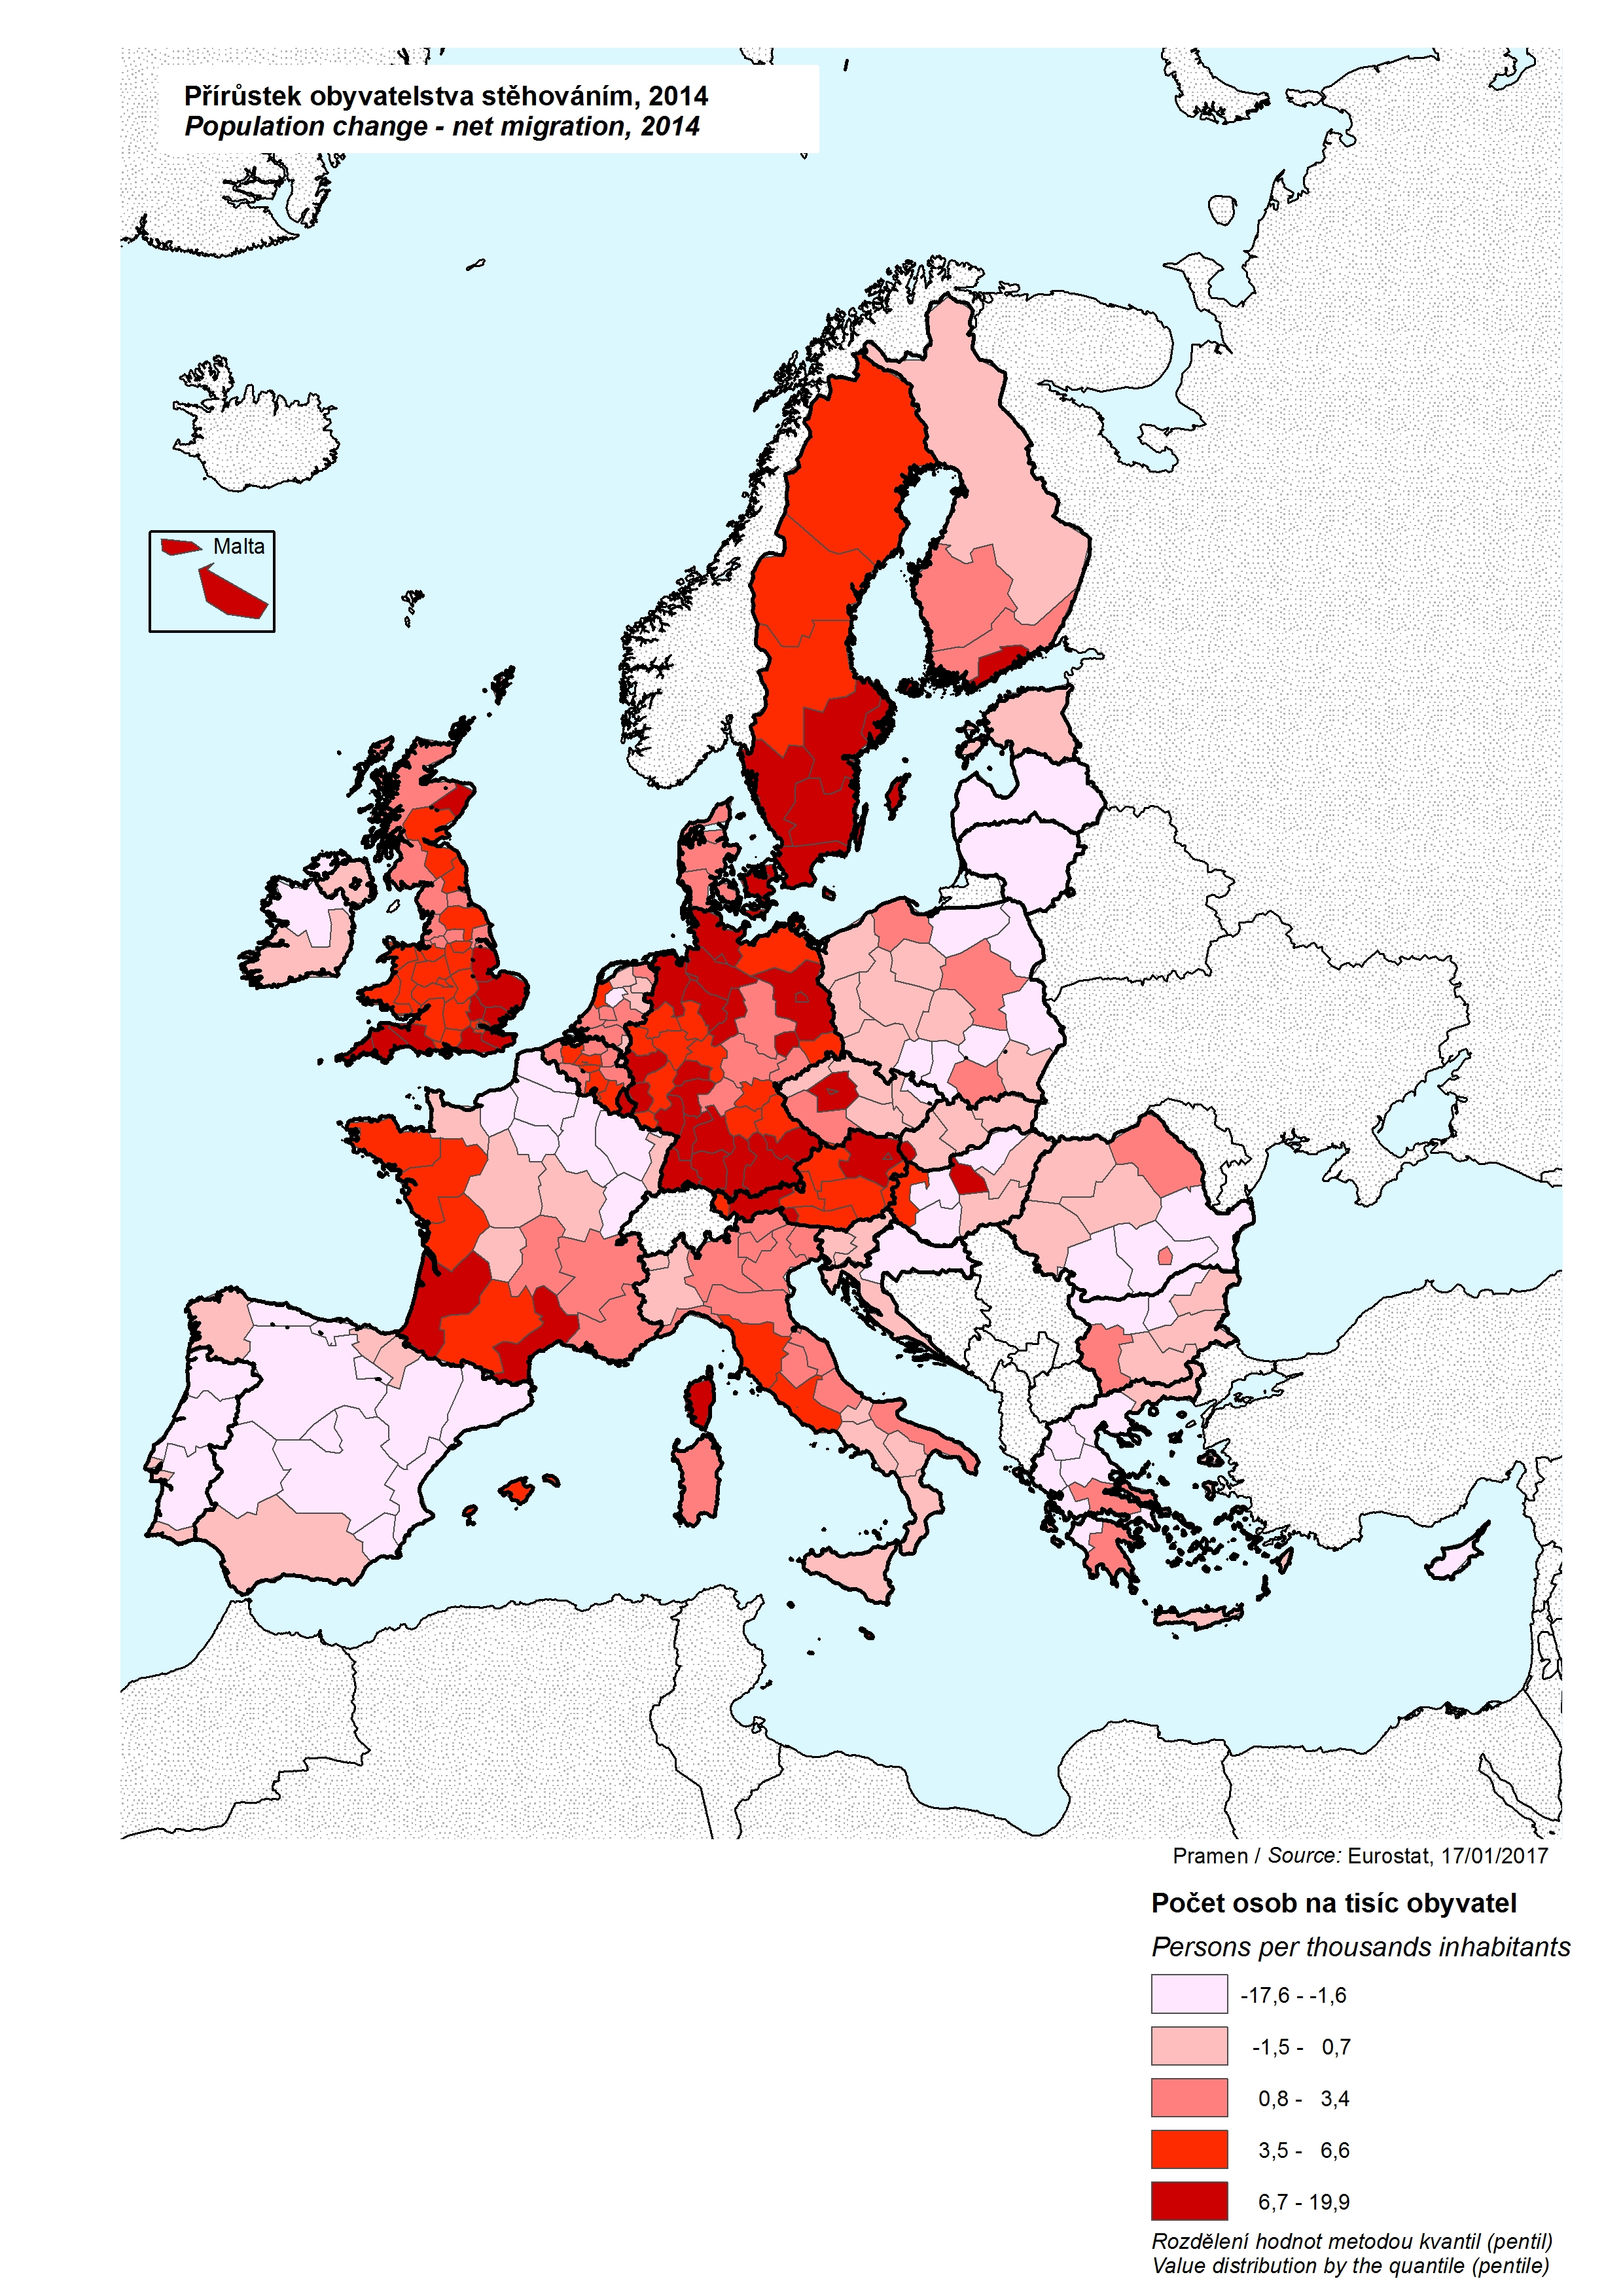 Přírůstek obyvatelstva stěhováním, 2014
Population change - net migration, 2014
Malta
Pramen / Source: Eurostat, 17/01/2017
Počet osob na tisíc obyvatel
Persons per thousands inhabitants
-17,6 - -1,6
-1,5 - 0,7
0,8 - 3,4
3,5 - 6,6
6,7 - 19,9
Rozdělení hodnot metodou kvantil (pentil)
Value distribution by the quantile (pentile)